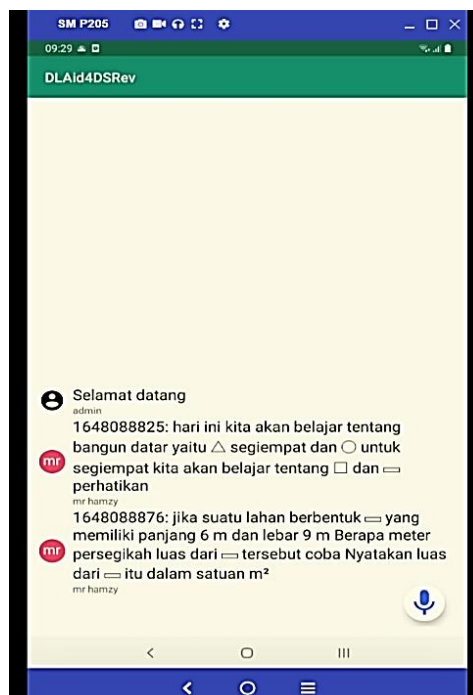 SM P205
09:29
DLAid4DSRev
Selamat datang
admin
1648088825: hari ini kita akan belajar tentang
bangun datar yaitu △ segiempat dan ○ untuk
segiempat kita akan belajar tentang □ dan ▭
perhatikan
mr hamzy
1648088876: jika suatu lahan berbentuk ▭ yang
memiliki panjang 6 m dan lebar 9 m Berapa meter
persegikah luas dari ▭ tersebut coba Nyatakan luas
dari ▭ itu dalam satuan m²
mr hamzy
mr
mr